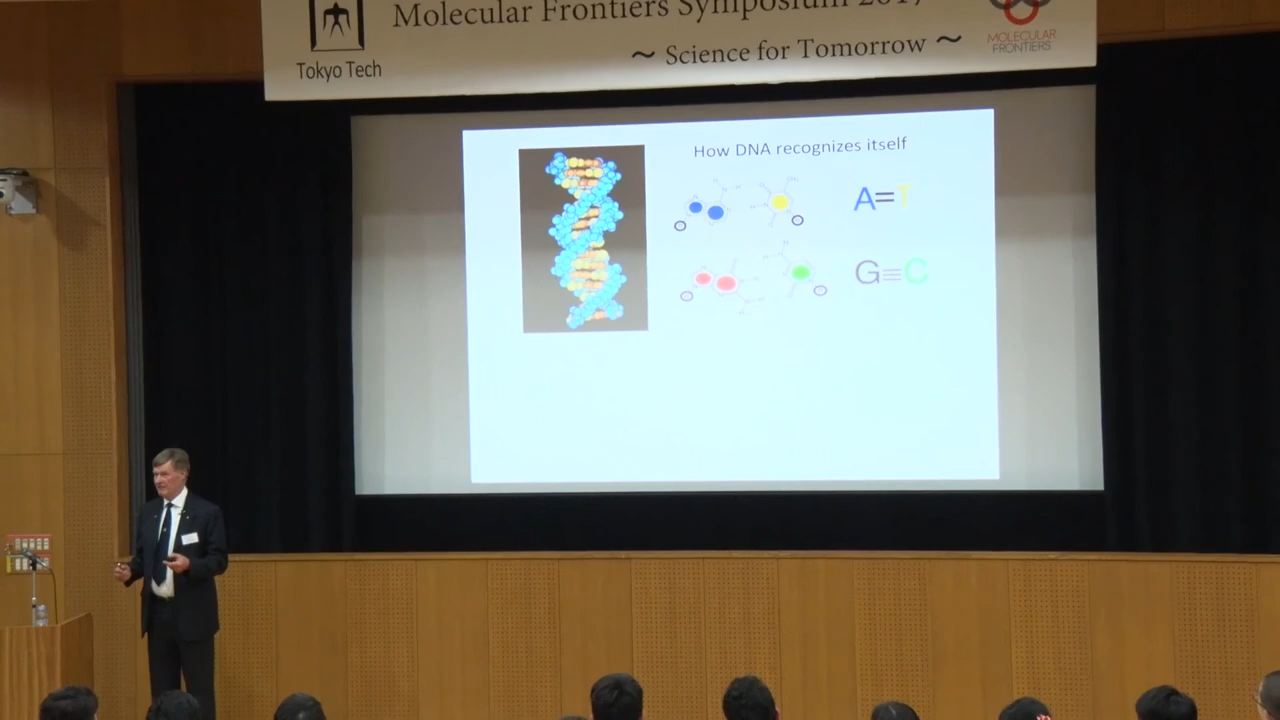 Molecular Frontiers Symposium 2017
~ Science for Tomorrow ~
Tokyo Tech
MOLECULAR
FRONTIERS
How DNA recognizes itself
A=T
G≡C